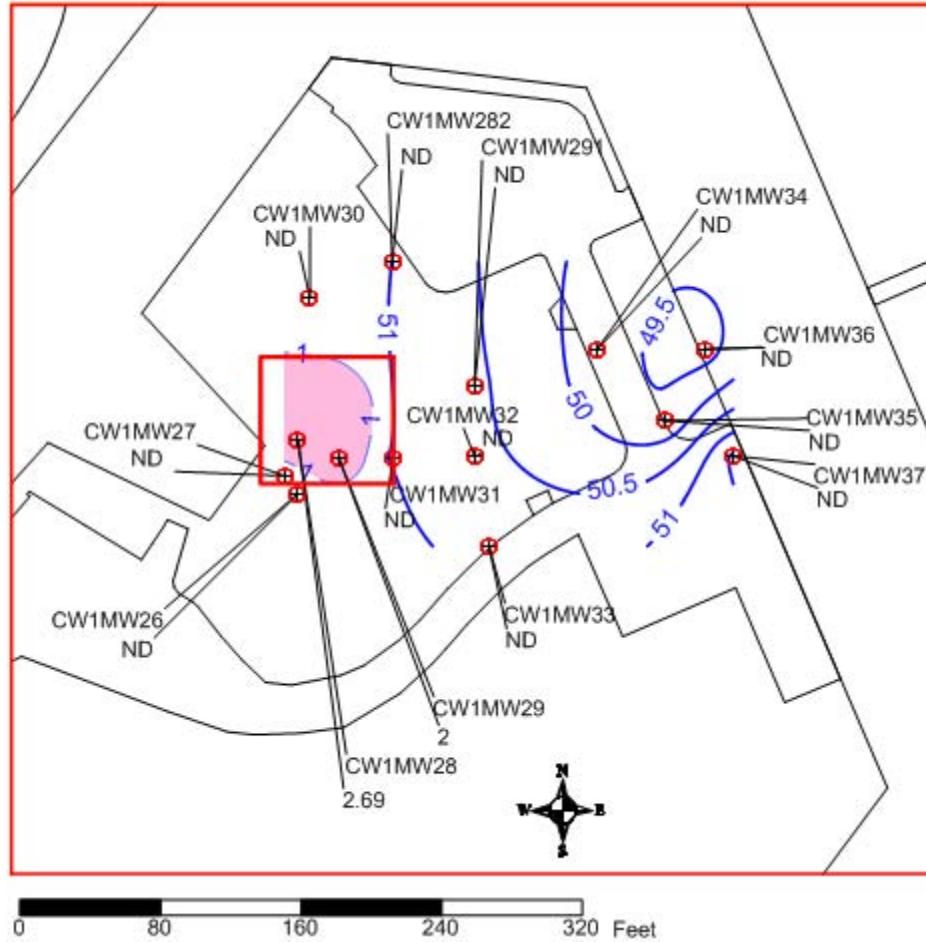 CW1MW282
ND
CW1MW291
ND
CW1MW34
ND
CW1MW30
ND
49.5
51
CW1MW36
ND
1
1
50
CW1MW32
ND
CW1MW35
ND
CW1MW27
ND
1
CW1MW31
ND
50.5
CW1MW37
ND
51
CW1MW26
ND
CW1MW33
ND
CW1MW29
2
CW1MW28
2.69
N
W E
S
0 80 160 240 320 Feet